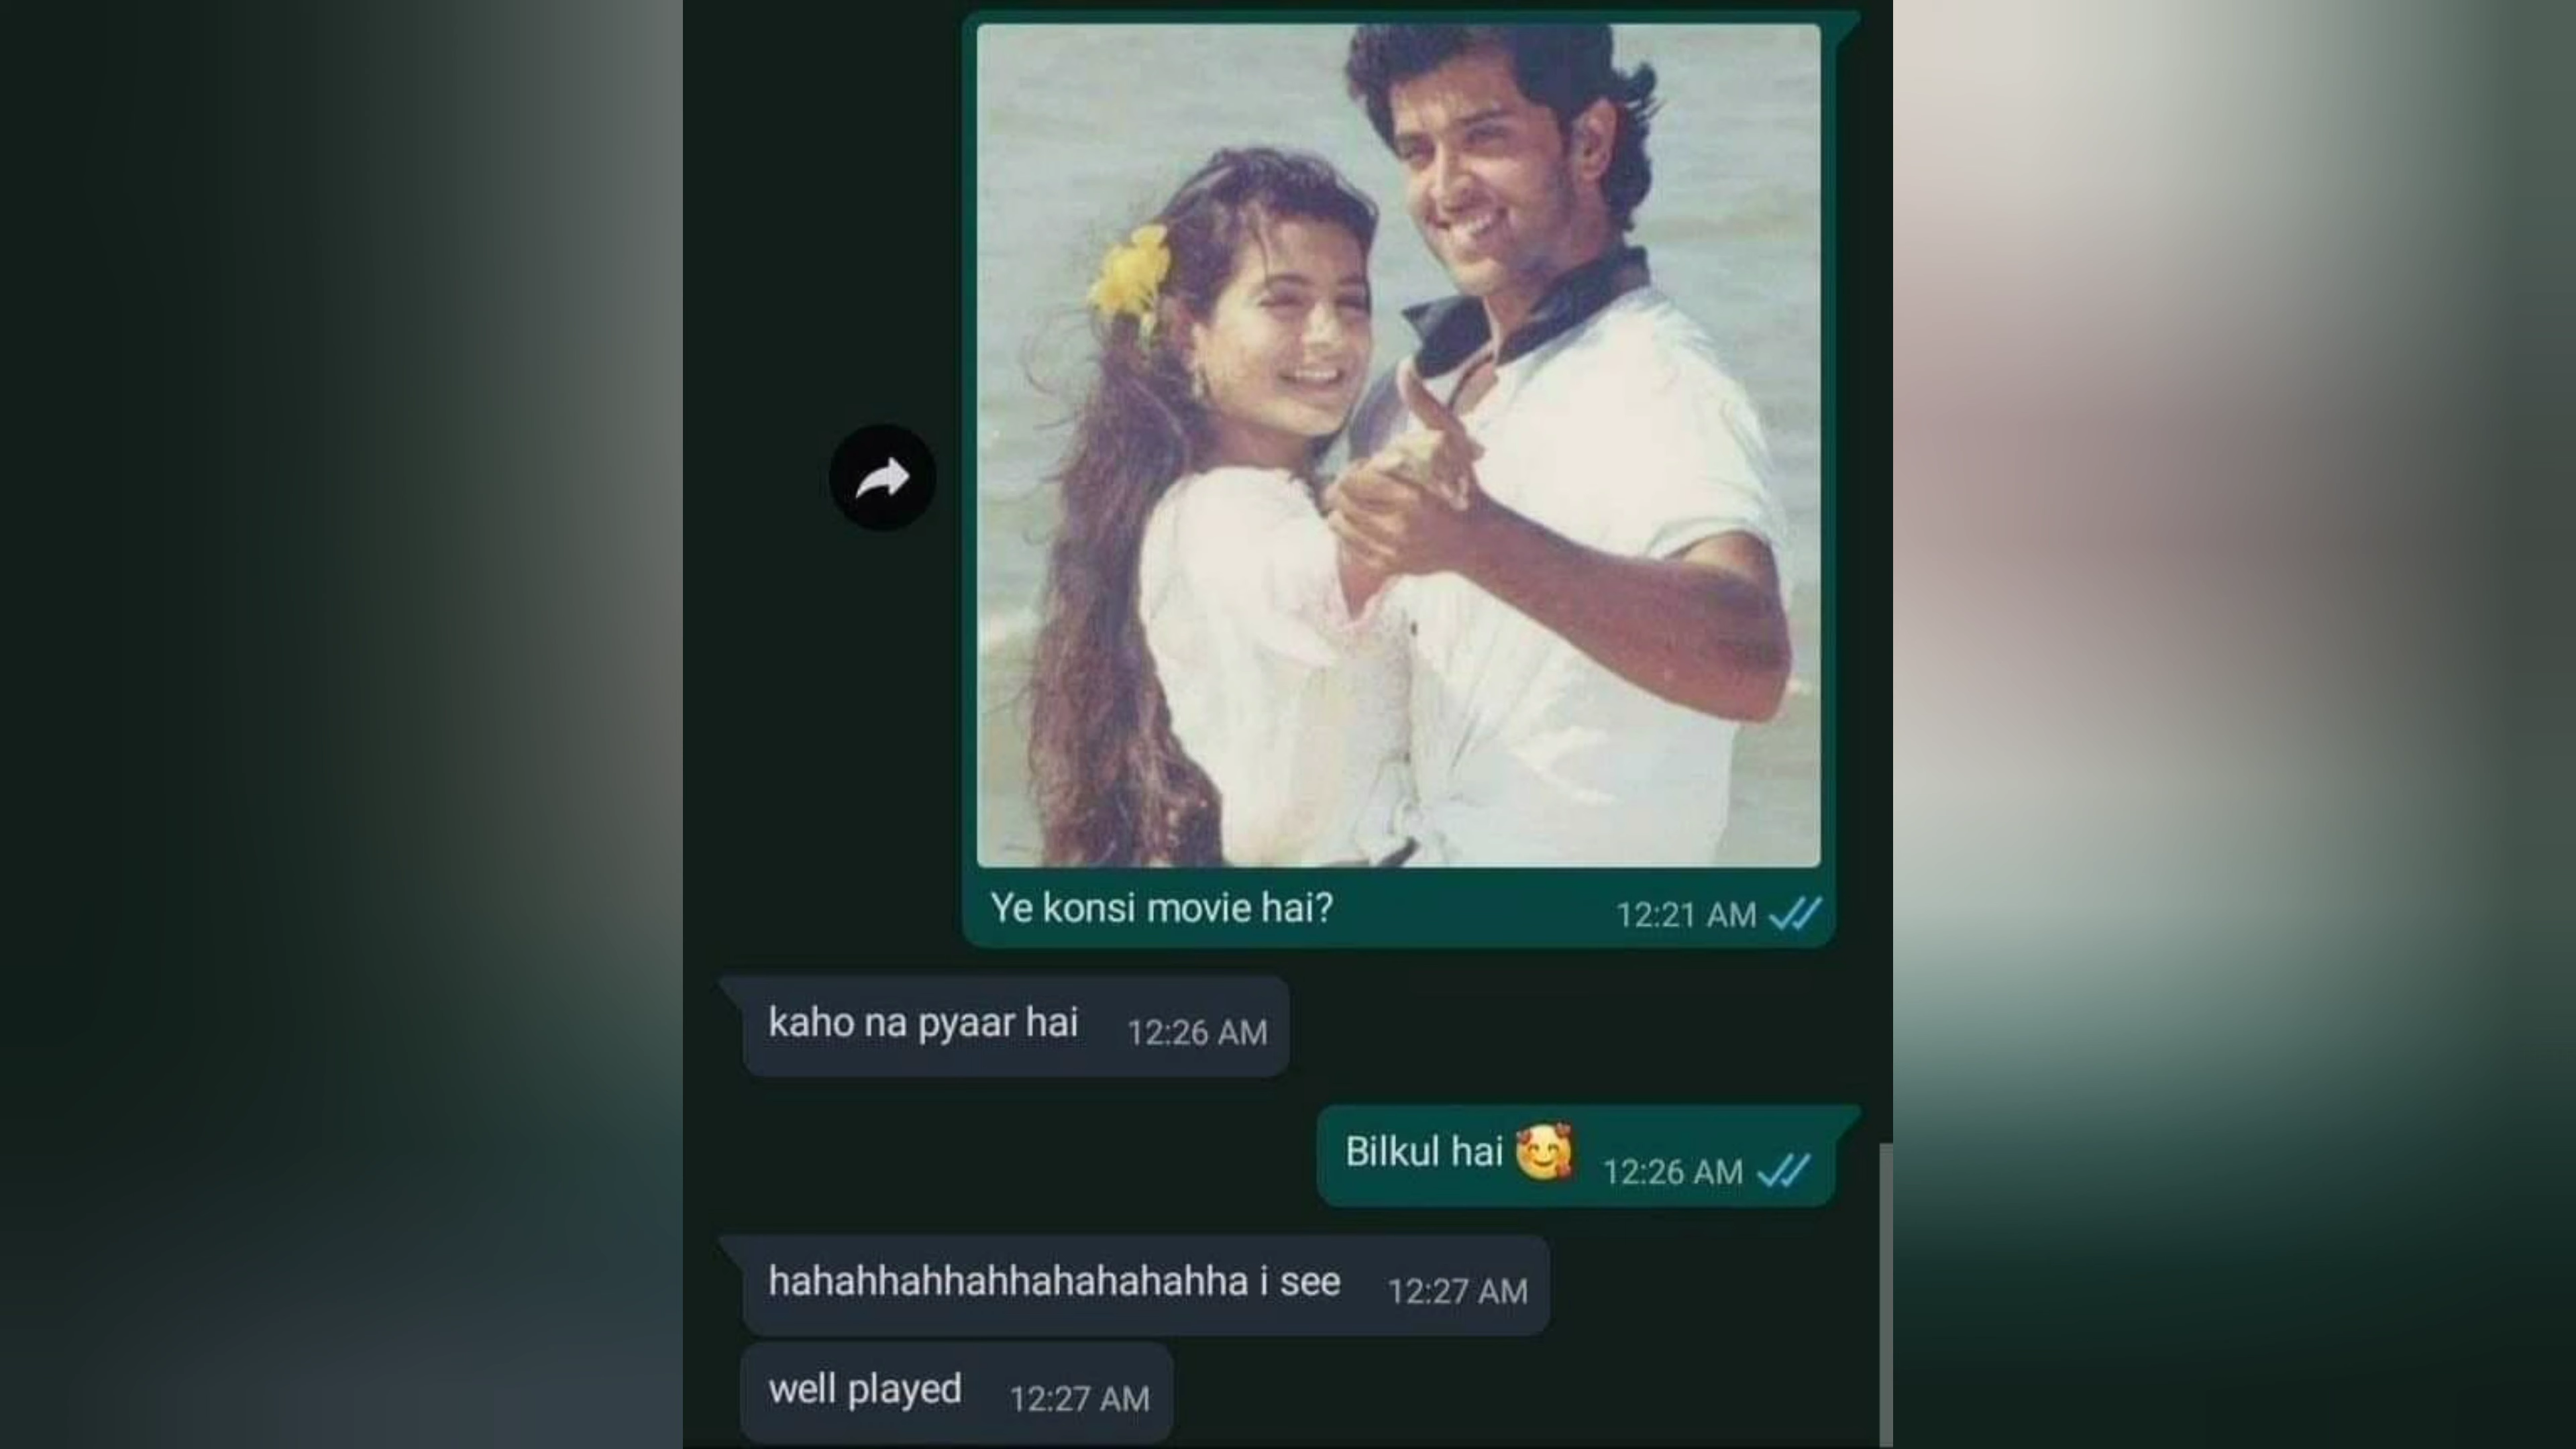 Ye konsi movie hai? 12:21 AM
kaho na pyaar hai 12:26 AM
Bilkul hai 🥰 12:26 AM
hahahhahhahhahahahahha i see 12:27 AM
well played 12:27 AM